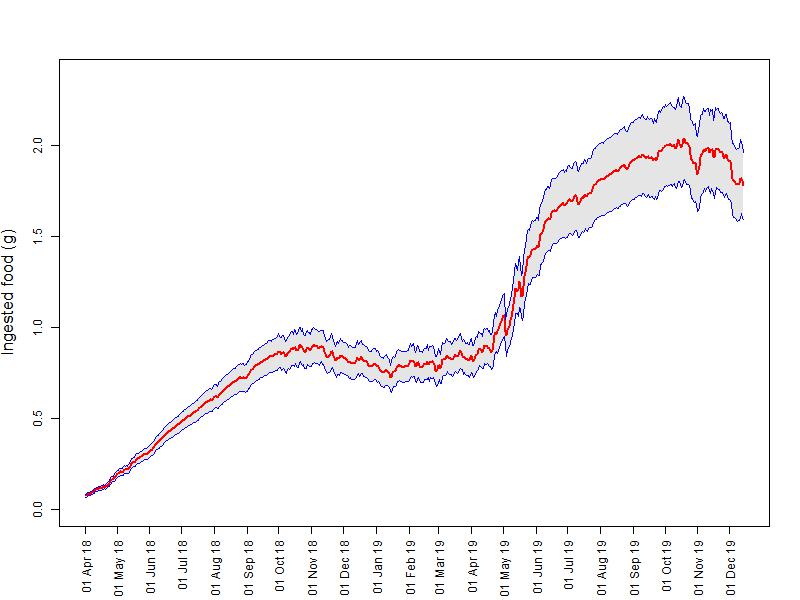 Ingested food (g)
2.0
1.5
1.0
0.5
0.0
01 Apr 18
01 May 18
01 Jun 18
01 Jul 18
01 Aug 18
01 Sep 18
01 Oct 18
01 Nov 18
01 Dec 18
01 Jan 19
01 Feb 19
01 Mar 19
01 Apr 19
01 May 19
01 Jun 19
01 Jul 19
01 Aug 19
01 Sep 19
01 Oct 19
01 Nov 19
01 Dec 19